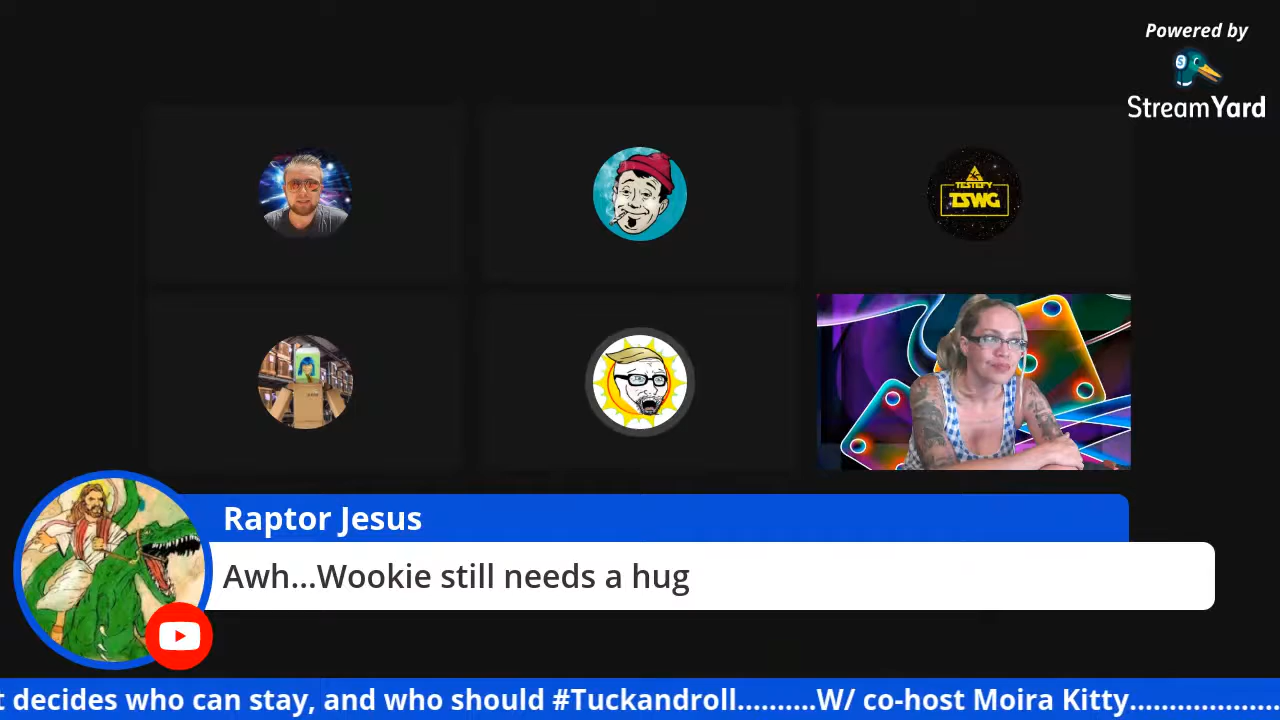 Powered by
StreamYard
TESTEFY
TSWG
Raptor Jesus
Awh...Wookie still needs a hug
t decides who can stay, and who should #Tuckandroll..........W/ co-host Moira Kitty...................